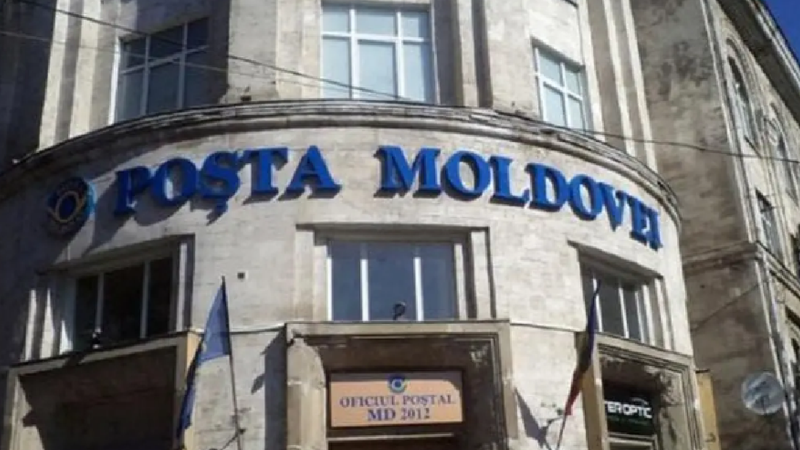 POȘTA MOLDOVEI
OFICIUL POȘTAL
MD 2012
TEROPTIC